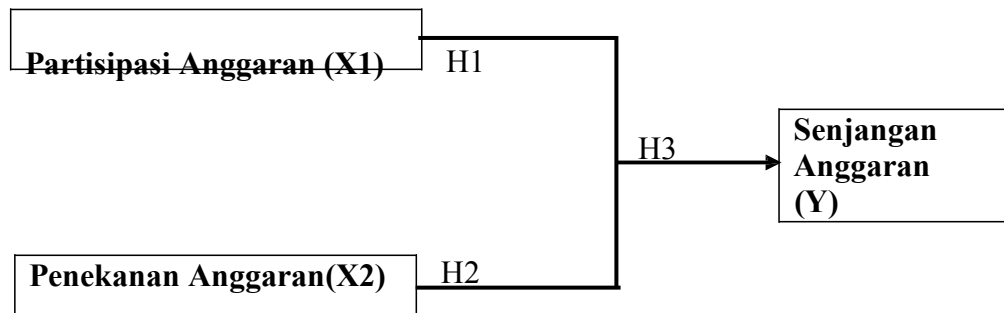 Partisipasi Anggaran (X1)
H1
Senjangan
Anggaran
(Y)
H3
Penekanan Anggaran(X2)
H2